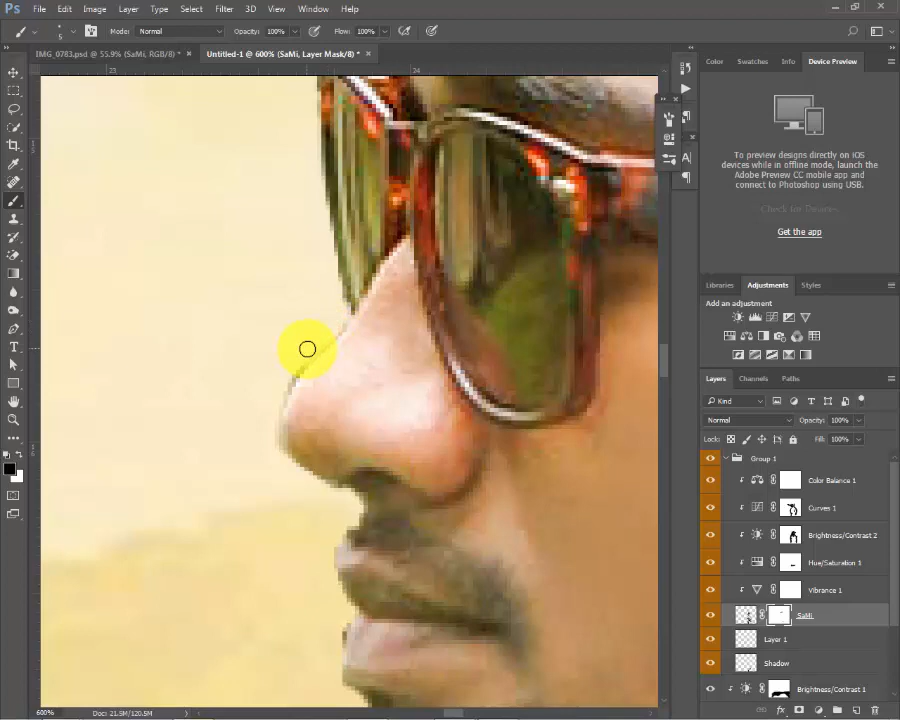 Ps File Edit Image Layer Type Select Filter 3D View Window Help
5 Mode: Normal Opacity: 100% Flow: 100%
IMG_0783.psd @ 55.9% (SaMi, RGB/8) * × Untitled-1 @ 600% (SaMi, Layer Mask/8) * ×
23 24
Color Swatches Info Device Preview
To preview designs directly on iOS
devices while in offline mode, launch the
Adobe Preview CC mobile app and
connect to Photoshop using USB.
Check for Devices
Get the app
Libraries Adjustments Styles
Add an adjustment
Layers Channels Paths
Kind
Normal Opacity: 100%
Lock: Fill: 100%
Group 1
Color Balance 1
Curves 1
Brightness/Contrast 2
Hue/Saturation 1
Vibrance 1
SaMi
Layer 1
Shadow
Brightness/Contrast 1
600% Doc: 21.9M/120.5M